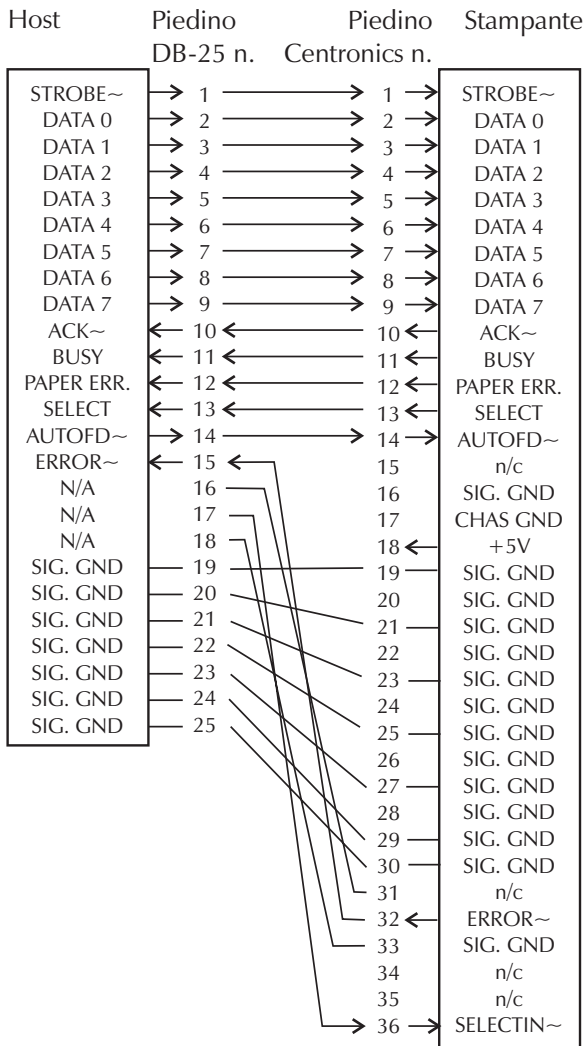 Host Piedino Piedino Stampante
DB-25 n. Centronics n.
STROBE~ 1 1 STROBE~
DATA 0 2 2 DATA 0
DATA 1 3 3 DATA 1
DATA 2 4 4 DATA 2
DATA 3 5 5 DATA 3
DATA 4 6 6 DATA 4
DATA 5 7 7 DATA 5
DATA 6 8 8 DATA 6
DATA 7 9 9 DATA 7
ACK~ 10 10 ACK~
BUSY 11 11 BUSY
PAPER ERR. 12 12 PAPER ERR.
SELECT 13 13 SELECT
AUTOFD~ 14 14 AUTOFD~
ERROR~ 15 15 n/c
N/A 16 16 SIG. GND
N/A 17 17 CHAS GND
N/A 18 18 +5V
SIG. GND 19 19 SIG. GND
SIG. GND 20 20 SIG. GND
SIG. GND 21 21 SIG. GND
SIG. GND 22 22 SIG. GND
SIG. GND 23 23 SIG. GND
SIG. GND 24 24 SIG. GND
SIG. GND 25 25 SIG. GND
26 SIG. GND
27 SIG. GND
28 SIG. GND
29 SIG. GND
30 SIG. GND
31 n/c
32 ERROR~
33 SIG. GND
34 n/c
35 n/c
36 SELECTIN~